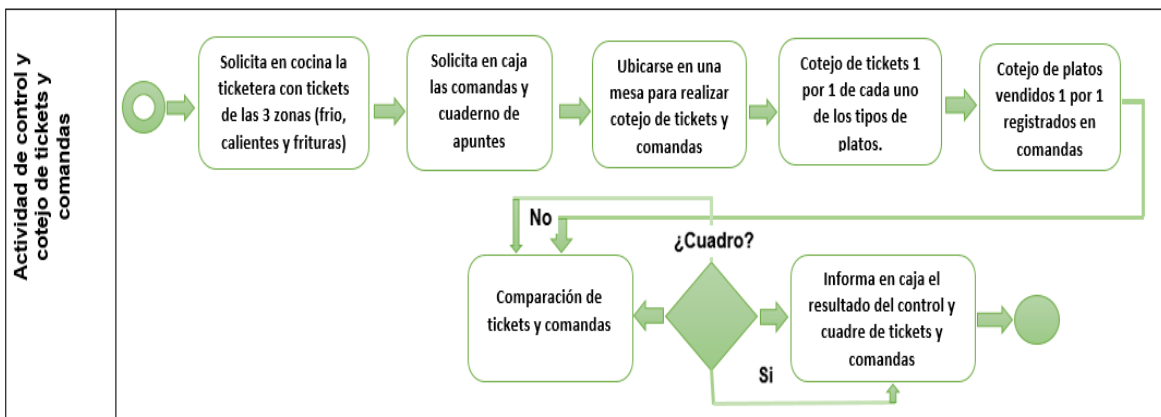 Actividad de control y
cotejo de tickets y
comandas
Solicita en cocina la
ticketera con tickets
de las 3 zonas (frio,
calientes y frituras)
Solicita en caja
las comandas y
cuaderno de
apuntes
Ubicarse en una
mesa para realizar
cotejo de tickets y
comandas
Cotejo de tickets 1
por 1 de cada uno
de los tipos de
platos.
Cotejo de platos
vendidos 1 por 1
registrados en
comandas
No
¿Cuadro?
Comparación de
tickets y comandas
Informa en caja el
resultado del control y
cuadre de tickets y
comandas
Si